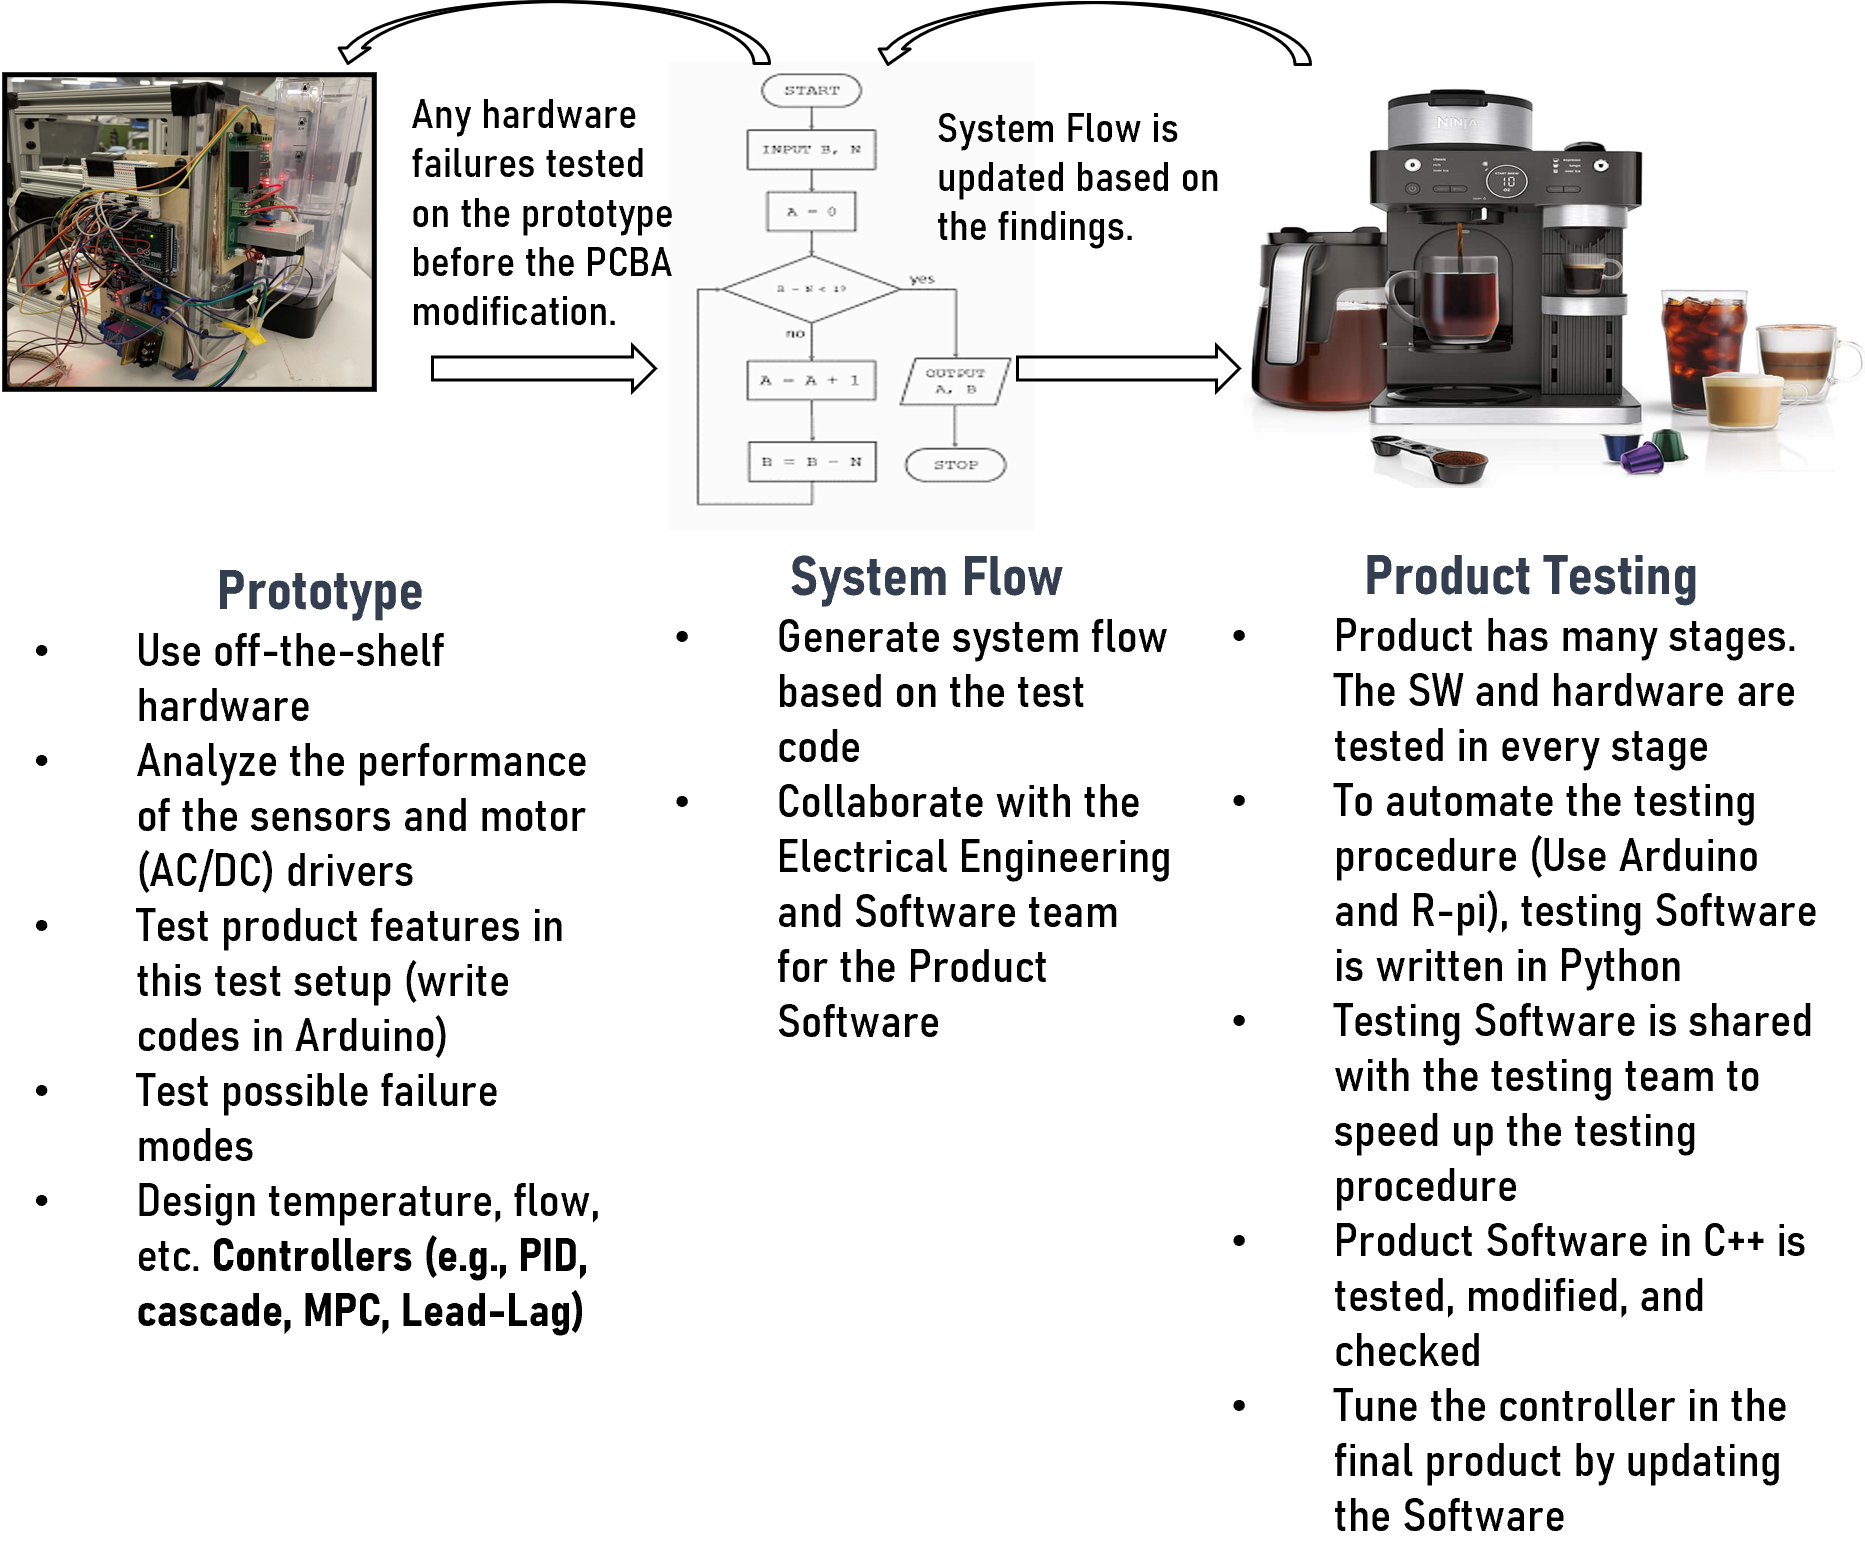 Any hardware
failures tested
on the prototype
before the PCBA
modification.
START
INPUT B, N
A = 0
yes
no
A = A + 1
B = B - N
OUTPUT
A, B
STOP
System Flow is
updated based on
the findings.
NINJA
START BREW
10
OZ
Prototype
• Use off-the-shelf
hardware
• Analyze the performance
of the sensors and motor
(AC/DC) drivers
• Test product features in
this test setup (write
codes in Arduino)
• Test possible failure
modes
• Design temperature, flow,
etc. Controllers (e.g., PID,
cascade, MPC, Lead-Lag)
System Flow
• Generate system flow
based on the test
code
• Collaborate with the
Electrical Engineering
and Software team
for the Product
Software
Product Testing
• Product has many stages.
The SW and hardware are
tested in every stage
• To automate the testing
procedure (Use Arduino
and R-pi), testing Software
is written in Python
• Testing Software is shared
with the testing team to
speed up the testing
procedure
• Product Software in C++ is
tested, modified, and
checked
• Tune the controller in the
final product by updating
the Software